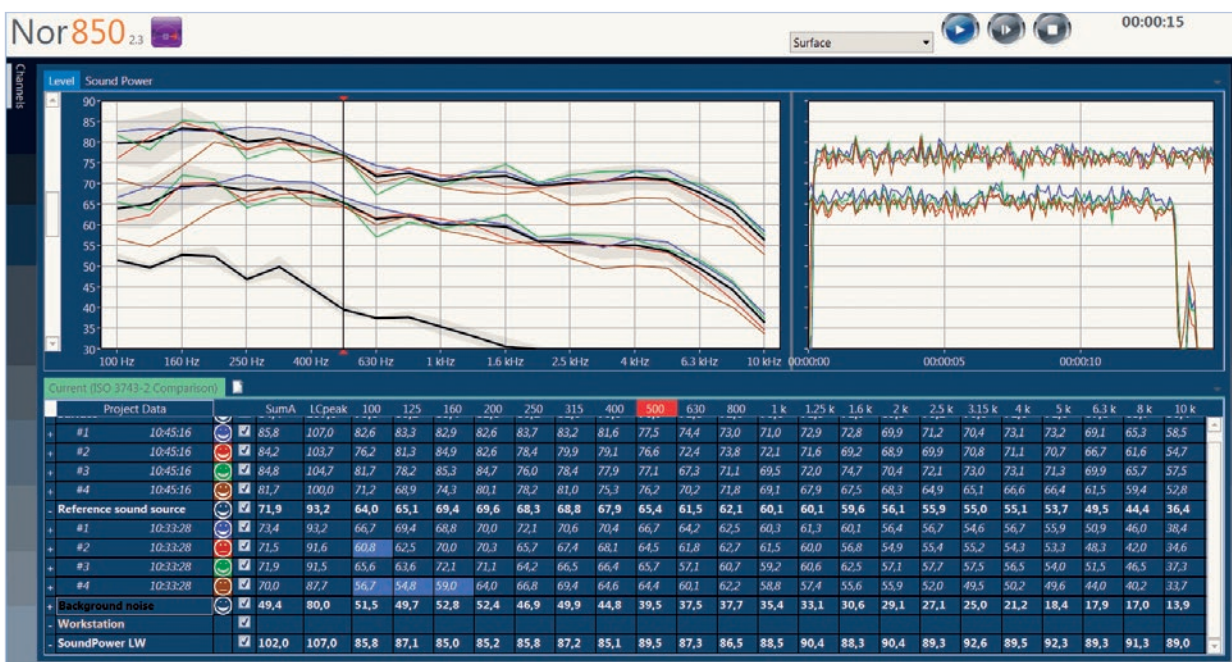 Nor850 2.3
Surface
00:00:15
Channels
Level Sound Power
90
85
80
75
70
65
60
55
50
45
40
35
30
100 Hz 160 Hz 250 Hz 400 Hz 630 Hz 1 kHz 1.6 kHz 2.5 kHz 4 kHz 6.3 kHz 10 kHz
00:00:00 00:00:05 00:00:10
Current (ISO 3743-2 Comparison)
Project Data SumA LCpeak 100 125 160 200 250 315 400 500 630 800 1 k 1.25 k 1.6 k 2 k 2.5 k 3.15 k 4 k 5 k 6.3 k 8 k 10 k
+ #1 10:45:16 85,8 107,0 82,6 83,3 82,9 82,6 83,7 83,2 81,6 77,5 74,4 73,0 71,0 72,9 72,8 69,9 71,2 70,4 73,1 73,2 69,1 65,3 58,5
+ #2 10:45:16 84,2 103,7 76,2 81,3 84,9 82,6 78,4 79,9 79,1 76,6 72,4 73,8 72,1 71,6 69,2 68,9 69,9 70,8 71,1 70,7 66,7 61,6 54,7
+ #3 10:45:16 84,8 104,7 81,7 78,2 85,3 84,7 76,0 78,4 77,9 77,1 67,3 71,1 69,5 72,0 74,7 70,4 72,1 73,0 73,1 71,3 69,9 65,7 57,5
+ #4 10:45:16 81,7 100,0 71,2 68,9 74,3 80,1 78,2 81,0 75,3 76,2 70,2 71,8 69,1 67,9 67,5 68,3 64,9 65,1 66,6 66,4 61,5 59,4 52,8
- Reference sound source 71,9 93,2 64,0 65,1 69,4 69,6 68,3 68,8 67,9 65,4 61,5 62,1 60,1 60,1 59,6 56,1 55,9 55,0 55,1 53,7 49,5 44,4 36,4
+ #1 10:33:28 73,4 93,2 66,7 69,4 68,8 70,0 72,1 70,6 70,4 66,7 64,2 62,5 60,3 61,3 60,1 56,4 56,7 54,6 56,7 55,9 50,9 46,0 38,4
+ #2 10:33:28 71,5 91,6 60,8 62,5 70,0 70,3 65,7 67,4 68,1 64,5 61,8 62,7 61,5 60,0 56,8 54,9 55,4 55,2 54,3 53,3 48,3 42,0 34,6
+ #3 10:33:28 71,9 91,5 65,6 63,6 72,1 71,1 64,2 66,5 66,4 65,7 57,1 60,7 59,2 60,6 62,5 57,1 57,7 57,5 56,5 54,0 51,5 46,5 37,3
+ #4 10:33:28 70,0 87,7 56,7 54,8 59,0 64,0 66,8 69,4 64,6 64,4 60,1 62,2 58,8 57,4 55,6 55,9 52,0 49,5 50,2 49,6 44,0 40,2 33,7
+ Background noise 49,4 80,0 51,5 49,7 52,8 52,4 46,9 49,9 44,8 39,5 37,5 37,7 35,4 33,1 30,6 29,1 27,1 25,0 21,2 18,4 17,9 17,0 13,9
- Workstation
- SoundPower LW 102,0 107,0 85,8 87,1 85,0 85,2 85,8 87,2 85,1 89,5 87,3 86,5 88,5 90,4 88,3 90,4 89,3 92,6 89,5 92,3 89,3 91,3 89,0